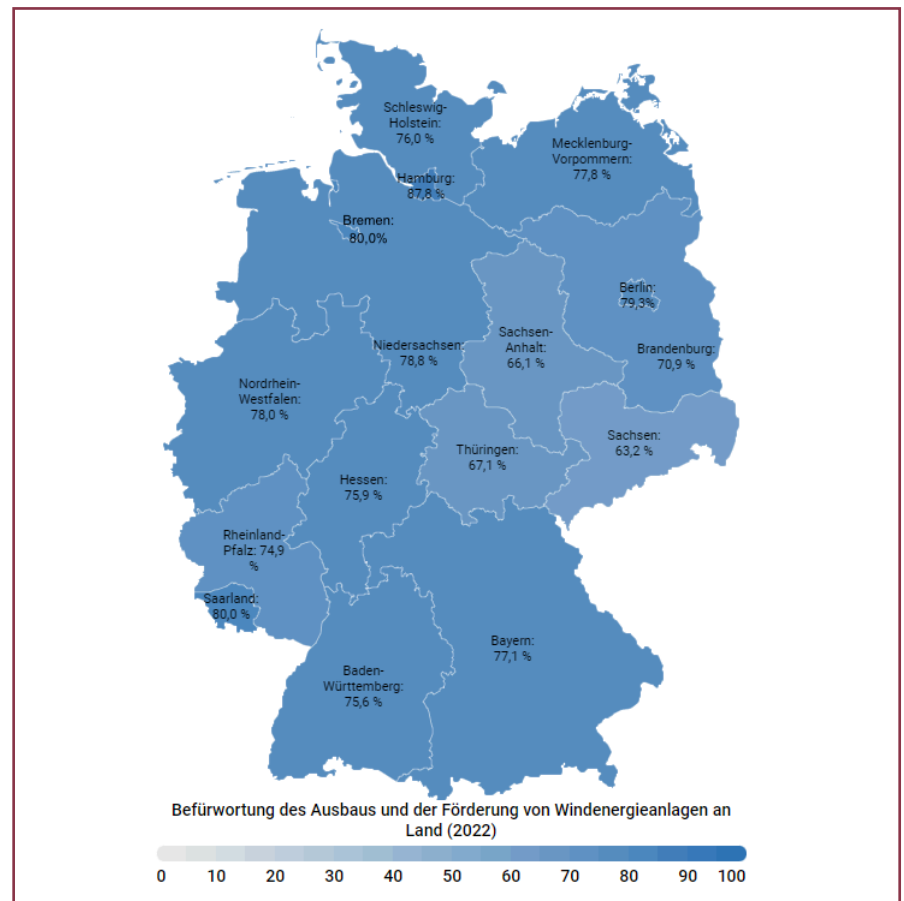 Schleswig-
Holstein:
76,0 %
Mecklenburg-
Vorpommern:
77,8 %
Hamburg:
87,8 %
Bremen:
80,0%
Berlin:
79,3%
Sachsen-
Anhalt:
66,1 %
Niedersachsen:
78,8 %
Brandenburg:
70,9 %
Nordrhein-
Westfalen:
78,0 %
Sachsen:
63,2 %
Thüringen:
67,1 %
Hessen:
75,9 %
Rheinland-
Pfalz: 74,9
%
Saarland:
80,0 %
Bayern:
77,1 %
Baden-
Württemberg:
75,6 %
Befürwortung des Ausbaus und der Förderung von Windenergieanlagen an
Land (2022)
0 10 20 30 40 50 60 70 80 90 100